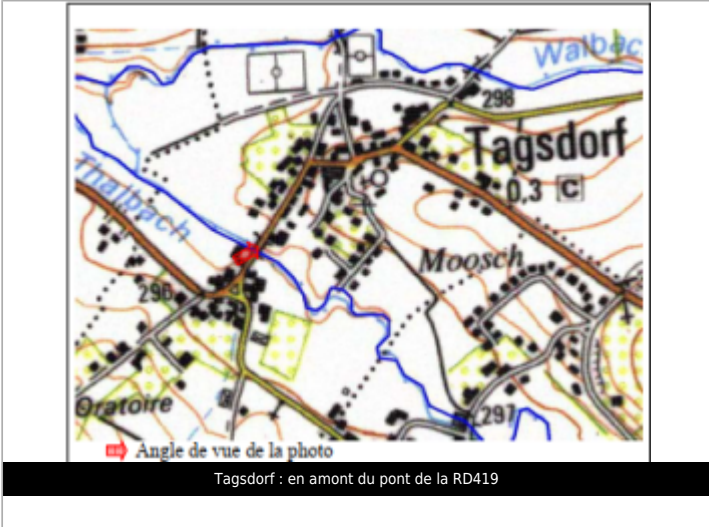 Walbac
298
Tagsdorf
0,3 C
Thalbach
Moosch
296
Oratoire
297
Angle de vue de la photo
Tagsdorf : en amont du pont de la RD419